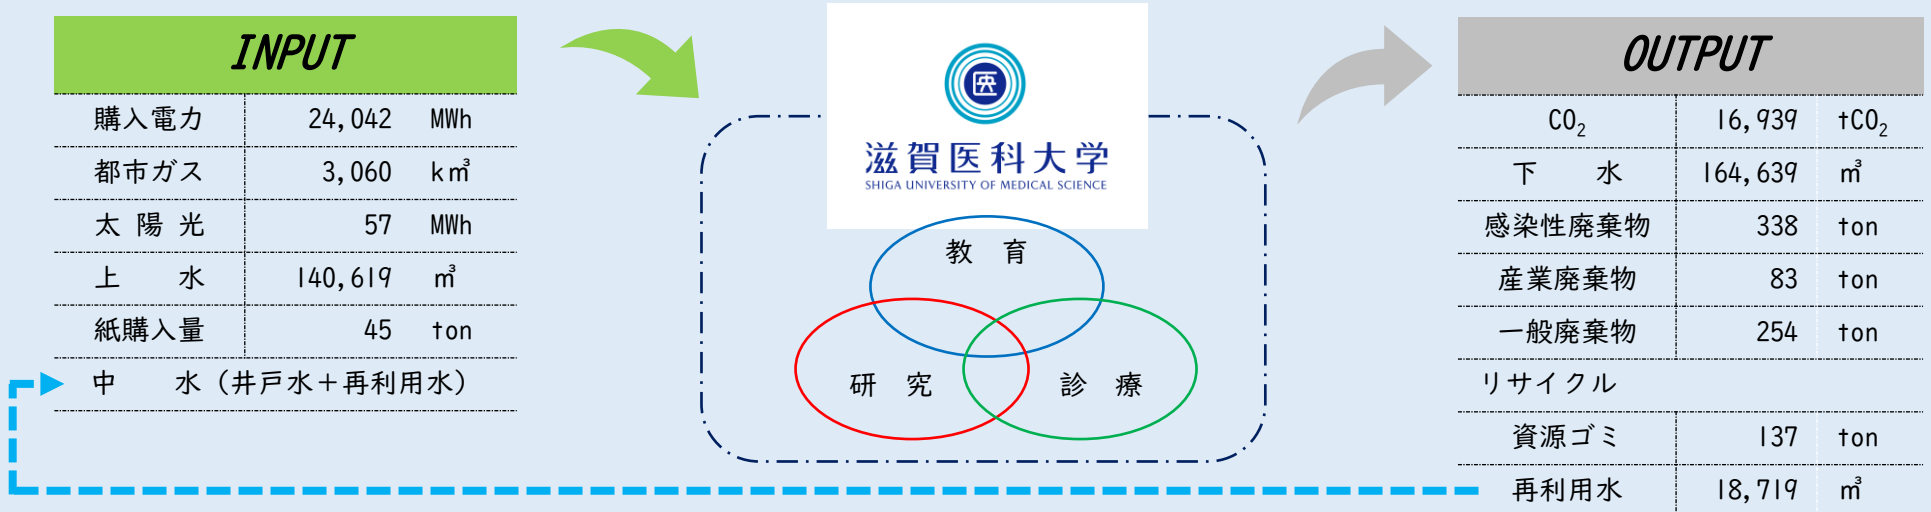 INPUT
購入電力 24,042 MWh
都市ガス 3,060 k㎥
太 陽 光 57 MWh
上 水 140,619 ㎥
紙購入量 45 ton
中 水（井戸水＋再利用水）
医
滋賀医科大学
SHIGA UNIVERSITY OF MEDICAL SCIENCE
教 育
研 究
診 療
OUTPUT
CO₂ 16,939 tCO₂
下 水 164,639 ㎥
感染性廃棄物 338 ton
産業廃棄物 83 ton
一般廃棄物 254 ton
リサイクル
資源ゴミ 137 ton
再利用水 18,719 ㎥